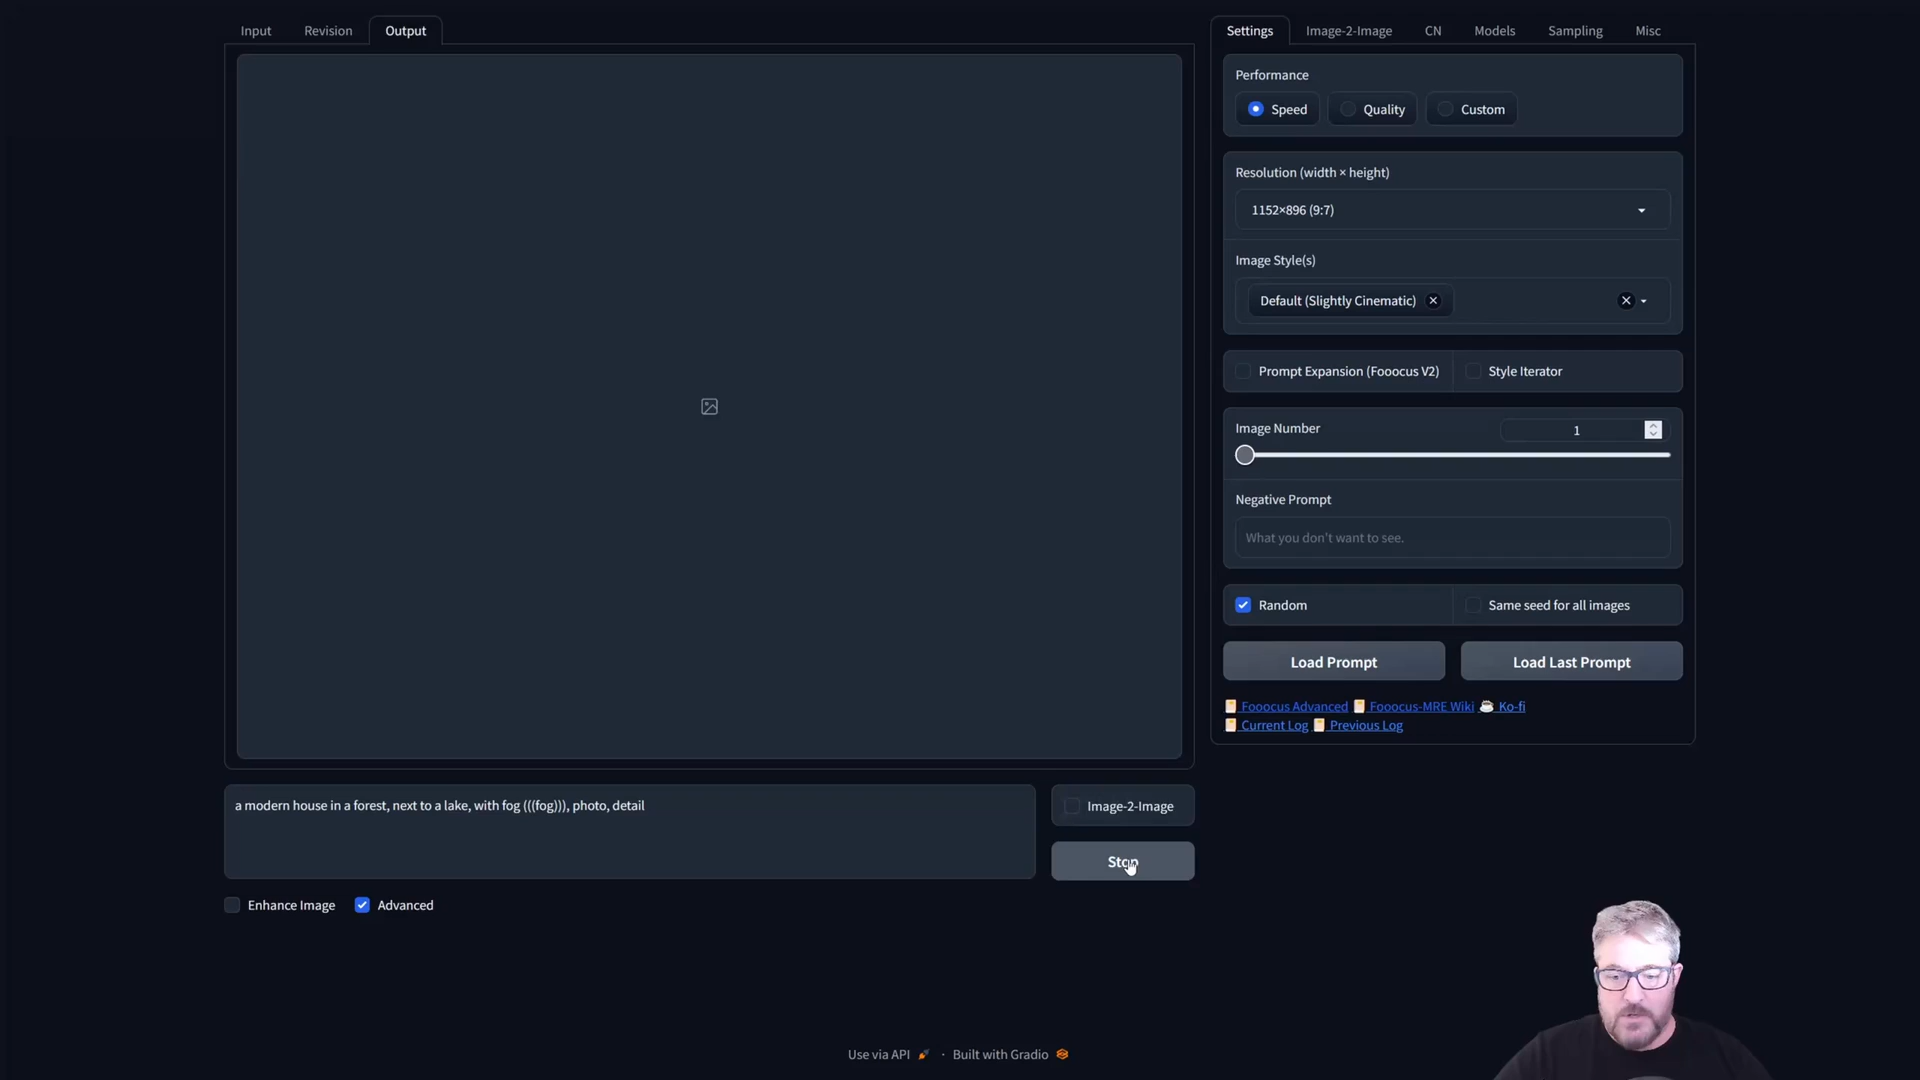 Input Revision Output
Settings Image-2-Image CN Models Sampling Misc
Performance
Speed Quality Custom
Resolution (width × height)
1152×896 (9:7)
Image Style(s)
Default (Slightly Cinematic)
Prompt Expansion (Fooocus V2) Style Iterator
Image Number 1
Negative Prompt
What you don't want to see.
Random Same seed for all images
Load Prompt Load Last Prompt
Fooocus Advanced Fooocus-MRE Wiki Ko-fi
Current Log Previous Log
a modern house in a forest, next to a lake, with fog (((fog))), photo, detail
Image-2-Image
Stop
Enhance Image Advanced
Use via API · Built with Gradio